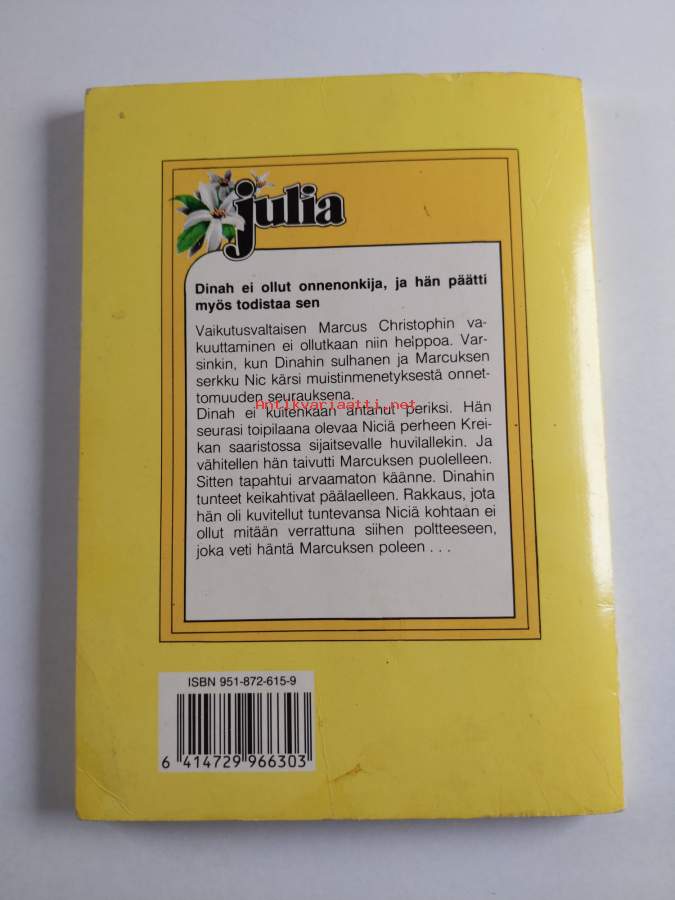 julia
Dinah ei ollut onnenonkija, ja hän päätti
myös todistaa sen
Vaikutusvaltaisen Marcus Christophin va-
kuuttaminen ei ollutkaan niin helppoa. Var-
sinkin, kun Dinahin sulhanen ja Marcuksen
serkku Nic kärsi muistinmenetyksestä onnet-
tomuuden seurauksena.
Antikvariaatti.net
Dinah ei kuitenkaan antanut periksi. Hän
seurasi toipilaana olevaa Niciä perheen Krei-
kan saaristossa sijaitsevalle huvilallekin. Ja
vähitellen hän taivutti Marcuksen puolelleen.
Sitten tapahtui arvaamaton käänne. Dinahin
tunteet keikahtivat päälaelleen. Rakkaus, jota
hän oli kuvitellut tuntevansa Niciä kohtaan ei
ollut mitään verrattuna siihen poltteeseen,
joka veti häntä Marcuksen poleen . . .
ISBN 951-872-615-9
6 414729 966303